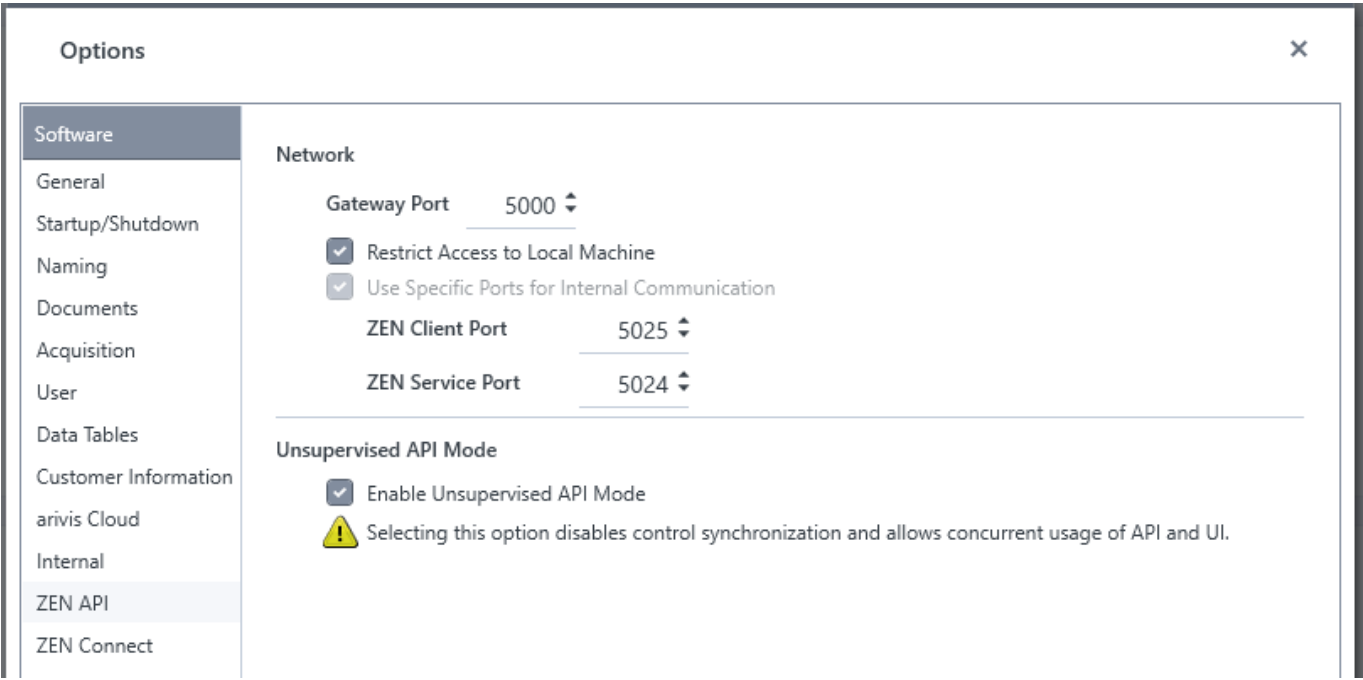 Options
Software
General
Startup/Shutdown
Naming
Documents
Acquisition
User
Data Tables
Customer Information
arivis Cloud
Internal
ZEN API
ZEN Connect
Network
Gateway Port 5000
Restrict Access to Local Machine
Use Specific Ports for Internal Communication
ZEN Client Port 5025
ZEN Service Port 5024
Unsupervised API Mode
Enable Unsupervised API Mode
Selecting this option disables control synchronization and allows concurrent usage of API and UI.